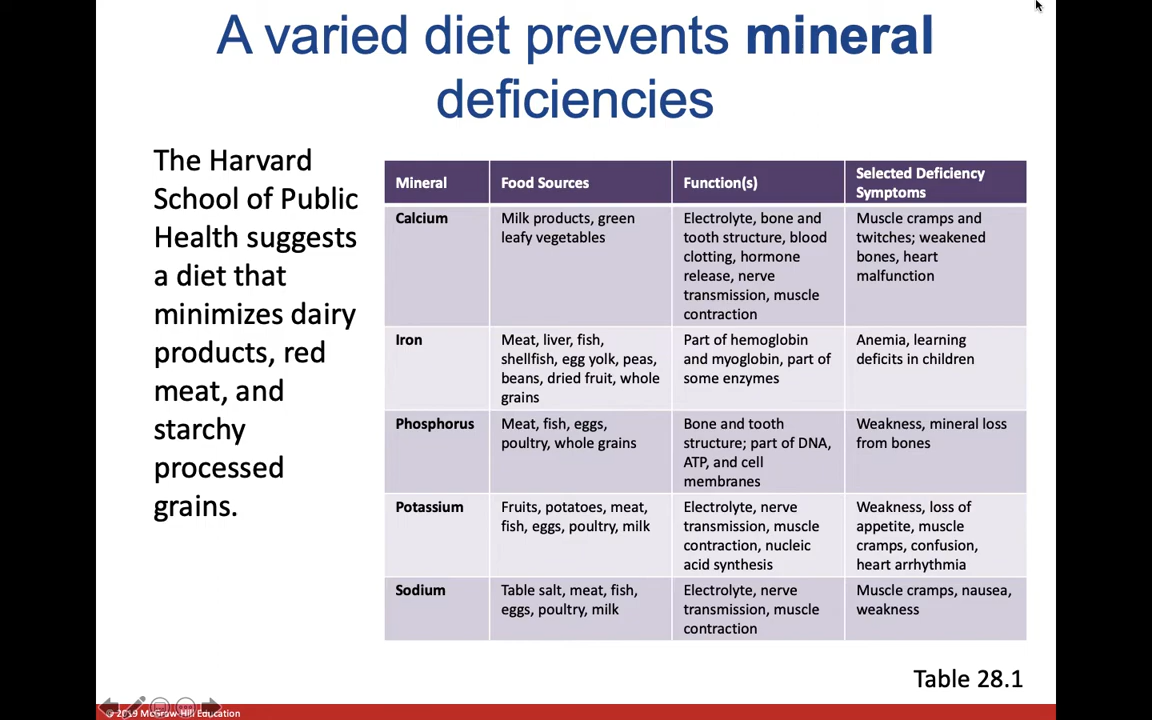 A varied diet prevents mineral
deficiencies
The Harvard
School of Public
Health suggests
a diet that
minimizes dairy
products, red
meat, and
starchy
processed
grains.
Mineral
Food Sources
Function(s)
Selected Deficiency
Symptoms
Calcium
Milk products, green
leafy vegetables
Electrolyte, bone and
tooth structure, blood
clotting, hormone
release, nerve
transmission, muscle
contraction
Muscle cramps and
twitches; weakened
bones, heart
malfunction
Iron
Meat, liver, fish,
shellfish, egg yolk, peas,
beans, dried fruit, whole
grains
Part of hemoglobin
and myoglobin, part of
some enzymes
Anemia, learning
deficits in children
Phosphorus
Meat, fish, eggs,
poultry, whole grains
Bone and tooth
structure; part of DNA,
ATP, and cell
membranes
Weakness, mineral loss
from bones
Potassium
Fruits, potatoes, meat,
fish, eggs, poultry, milk
Electrolyte, nerve
transmission, muscle
contraction, nucleic
acid synthesis
Weakness, loss of
appetite, muscle
cramps, confusion,
heart arrhythmia
Sodium
Table salt, meat, fish,
eggs, poultry, milk
Electrolyte, nerve
transmission, muscle
contraction
Muscle cramps, nausea,
weakness
Table 28.1
© 2019 McGraw-Hill Education